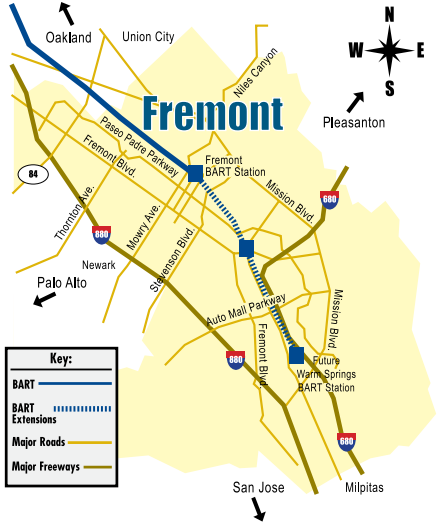 N
W E
S
Oakland
Union City
Niles Canyon
Pleasanton
Fremont
Paseo Padre Parkway
Fremont Blvd.
Fremont
BART Station
84
Mission Blvd.
680
Thornton Ave.
Mowry Ave.
Stevenson Blvd.
880
Newark
Palo Alto
Auto Mall Parkway
Mission Blvd.
Fremont Blvd.
880
Future
Warm Springs
BART Station
680
San Jose
Milpitas
Key:
BART
BART
Extensions
Major Roads
Major Freeways